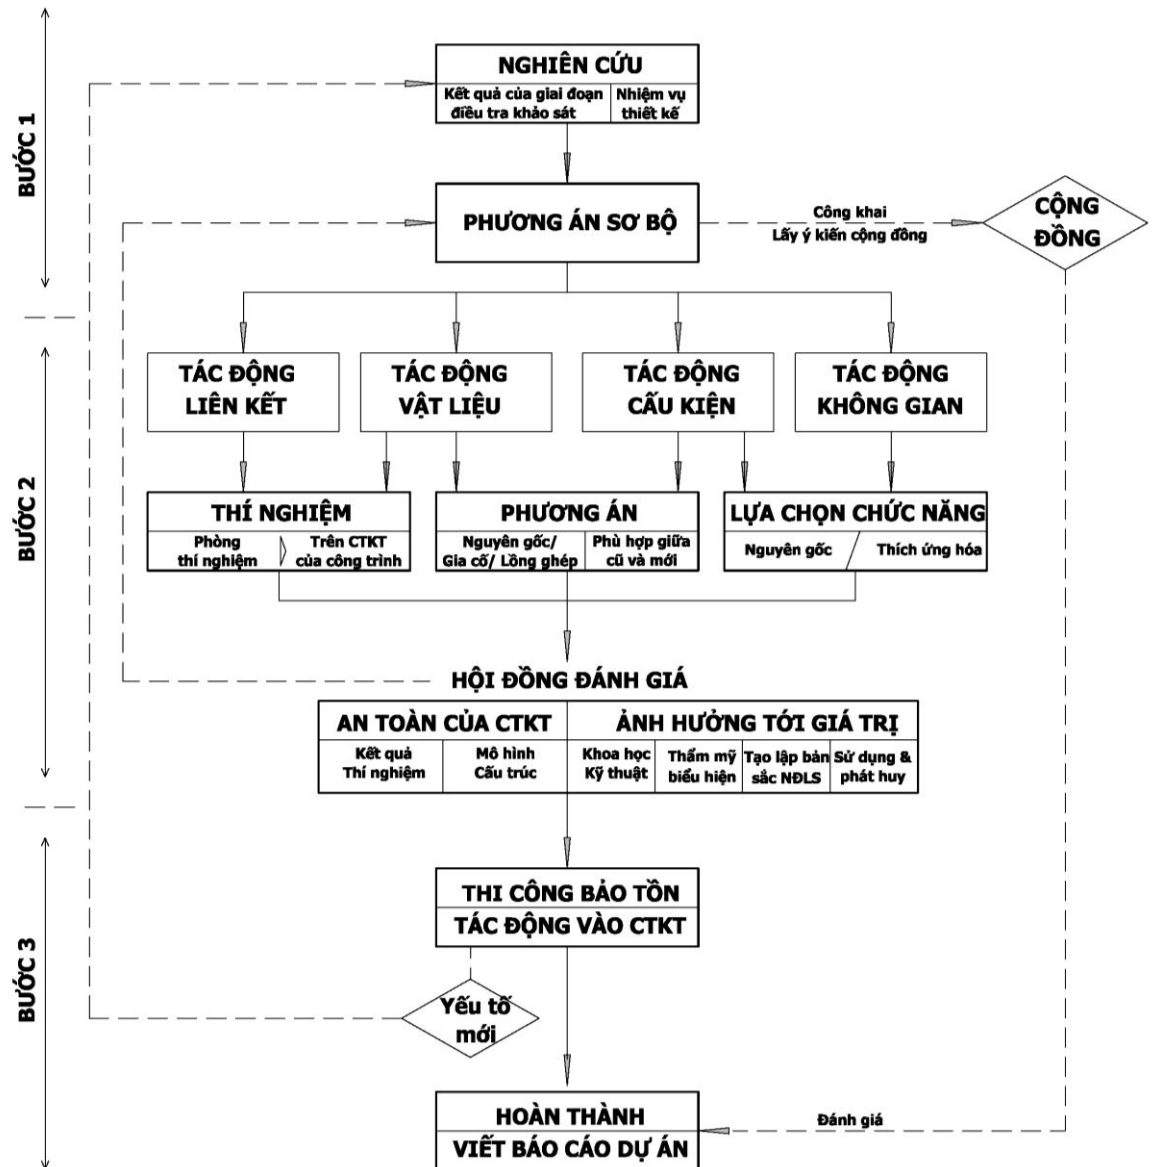 BƯỚC 1
NGHIÊN CỨU
Kết quả của giai đoạn
điều tra khảo sát
Nhiệm vụ
thiết kế
PHƯƠNG ÁN SƠ BỘ
Công khai
Lấy ý kiến cộng đồng
CỘNG
ĐỒNG
BƯỚC 2
TÁC ĐỘNG
LIÊN KẾT
TÁC ĐỘNG
VẬT LIỆU
TÁC ĐỘNG
CẤU KIỆN
TÁC ĐỘNG
KHÔNG GIAN
THÍ NGHIỆM
Phòng
thí nghiệm
Trên CTKT
của công trình
PHƯƠNG ÁN
Nguyên gốc/
Gia cố/ Lồng ghép
Phù hợp giữa
cũ và mới
LỰA CHỌN CHỨC NĂNG
Nguyên gốc
Thích ứng hóa
HỘI ĐỒNG ĐÁNH GIÁ
AN TOÀN CỦA CTKT
Kết quả
Thí nghiệm
Mô hình
Cấu trúc
ẢNH HƯỞNG TỚI GIÁ TRỊ
Khoa học
Kỹ thuật
Thẩm mỹ
biểu hiện
Tạo lập bản
sắc NĐLS
Sử dụng &
phát huy
BƯỚC 3
THI CÔNG BẢO TỒN
TÁC ĐỘNG VÀO CTKT
Yếu tố
mới
HOÀN THÀNH
VIẾT BÁO CÁO DỰ ÁN
Đánh giá